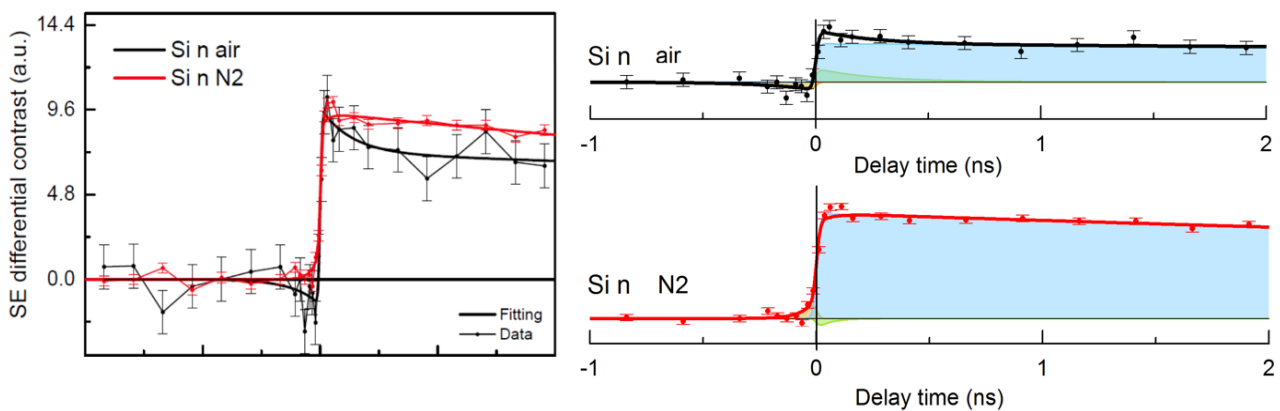 SE differential contrast (a.u.)
14.4
9.6
4.8
0.0
Si n air
Si n N2
Fitting
Data
Si n air
-1 0 1 2
Delay time (ns)
Si n N2
-1 0 1 2
Delay time (ns)